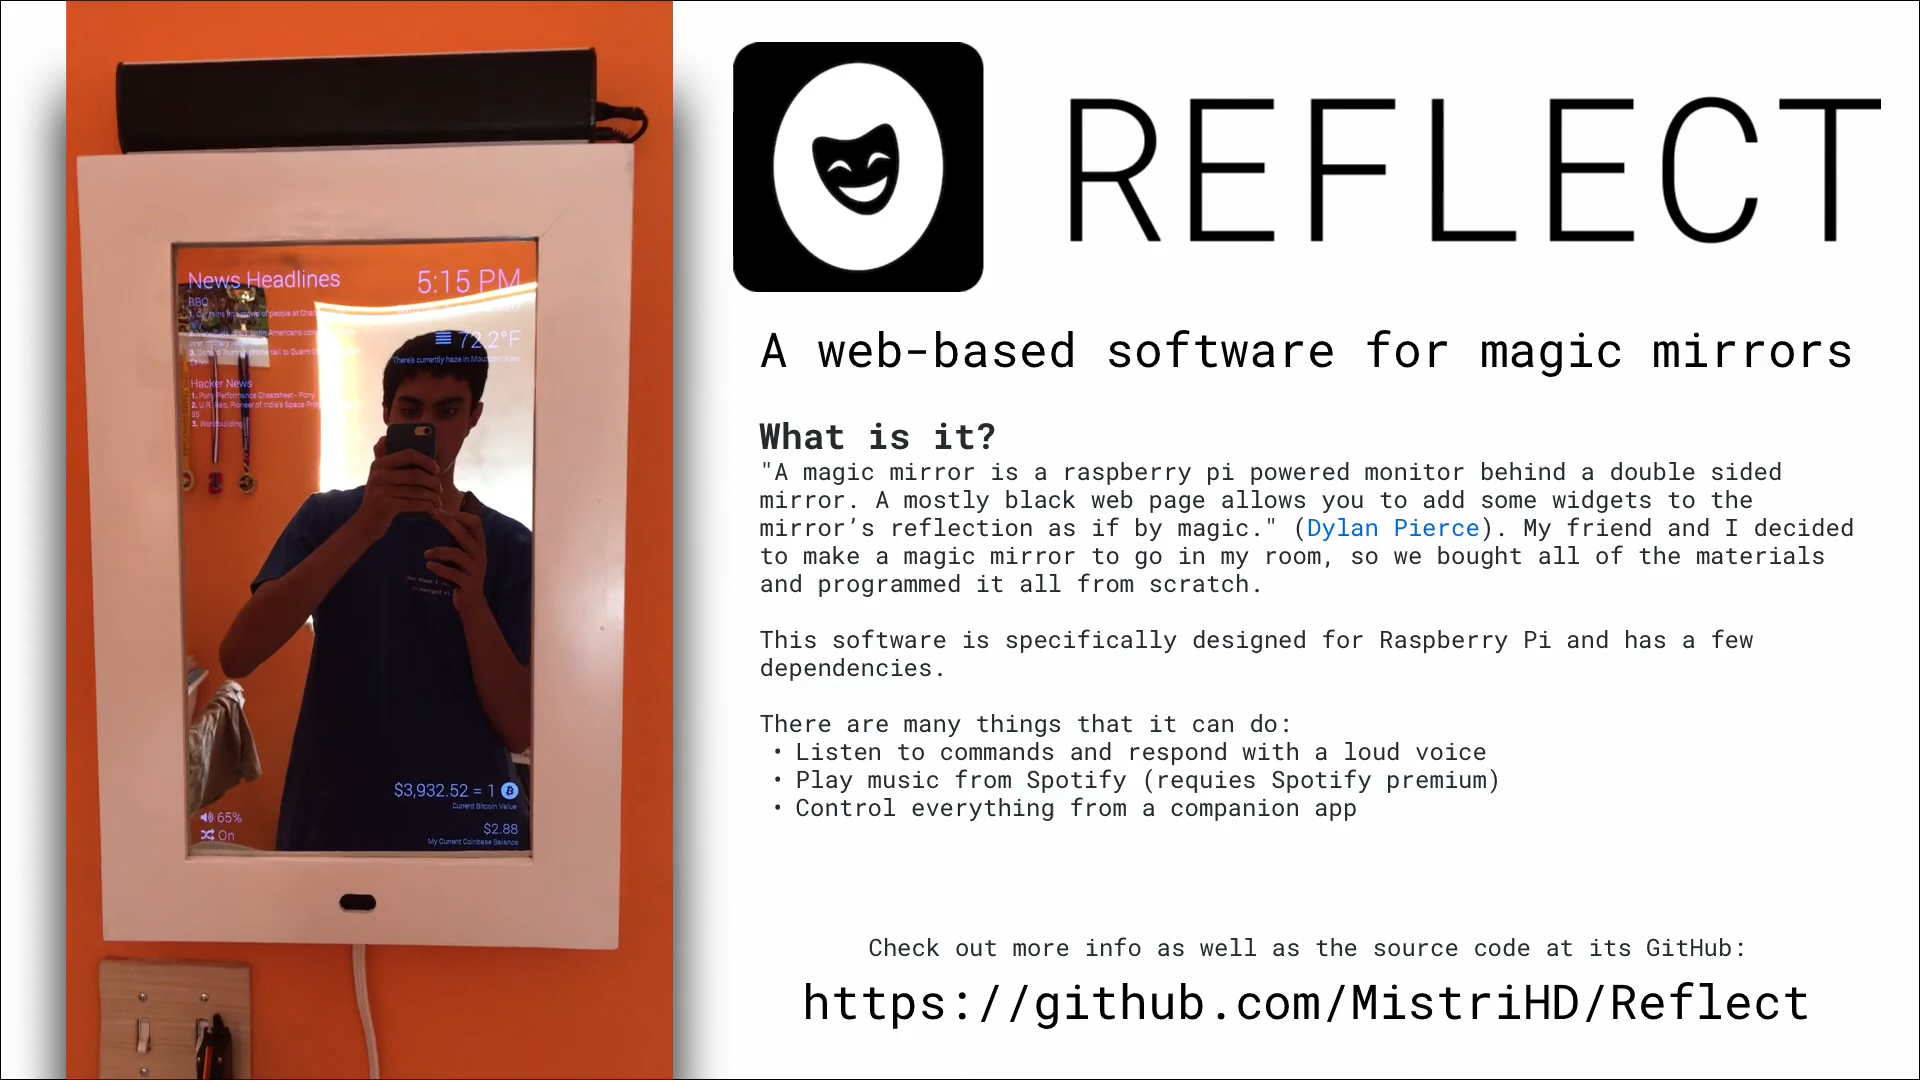 News Headlines
BBC
Hacker News
3. Worldbuilding
5:15 PM
72.2°F
There's currently haze in
$3,932.52 = 1
Current Bitcoin Value
$2.88
My Current Coinbase Balance
65%
On
REFLECT
A web-based software for magic mirrors
What is it?
"A magic mirror is a raspberry pi powered monitor behind a double sided
mirror. A mostly black web page allows you to add some widgets to the
mirror’s reflection as if by magic." (Dylan Pierce). My friend and I decided
to make a magic mirror to go in my room, so we bought all of the materials
and programmed it all from scratch.
This software is specifically designed for Raspberry Pi and has a few
dependencies.
There are many things that it can do:
• Listen to commands and respond with a loud voice
• Play music from Spotify (requies Spotify premium)
• Control everything from a companion app
Check out more info as well as the source code at its GitHub:
https://github.com/MistriHD/Reflect